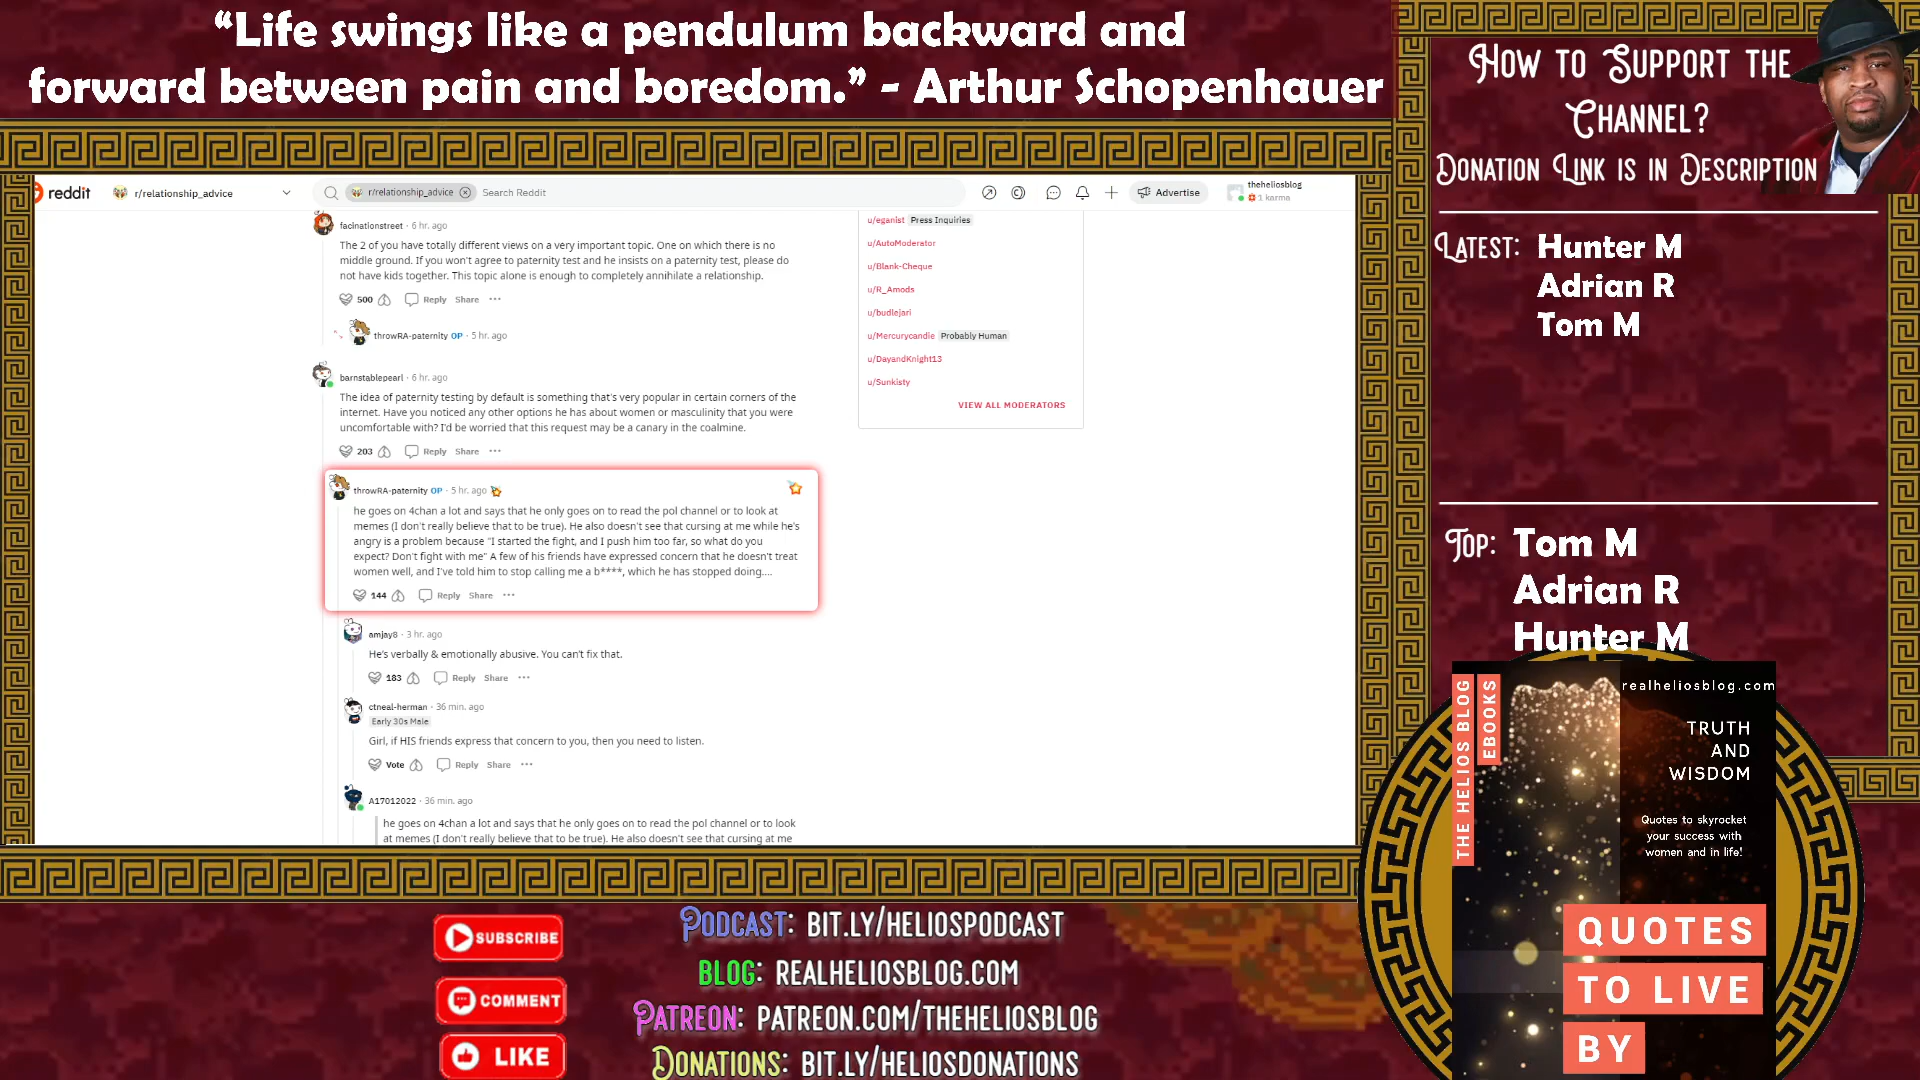 “Life swings like a pendulum backward and
forward between pain and boredom.” - Arthur Schopenhauer
How to Support the
Channel?
Donation Link is in Description
Latest: Hunter M
Adrian R
Tom M
Top: Tom M
Adrian R
Hunter M
reddit r/relationship_advice r/relationship_advice Search Reddit Advertise theheliosblog
1 karma
facinationstreet · 6 hr. ago
The 2 of you have totally different views on a very important topic. One on which there is no
middle ground. If you won't agree to paternity test and he insists on a paternity test, please do
not have kids together. This topic alone is enough to completely annihilate a relationship.
500 Reply Share ···
throwRA-paternity OP · 5 hr. ago
barnstablepearl · 6 hr. ago
The idea of paternity testing by default is something that's very popular in certain corners of the
internet. Have you noticed any other options he has about women or masculinity that you were
uncomfortable with? I'd be worried that this request may be a canary in the coalmine.
203 Reply Share ···
throwRA-paternity OP · 5 hr. ago
he goes on 4chan a lot and says that he only goes on to read the pol channel or to look at
memes (I don't really believe that to be true). He also doesn't see that cursing at me while he's
angry is a problem because "I started the fight, and I push him too far, so what do you
expect? Don't fight with me" A few of his friends have expressed concern that he doesn't treat
women well, and I've told him to stop calling me a b****, which he has stopped doing....
144 Reply Share ···
amjay8 · 3 hr. ago
He's verbally & emotionally abusive. You can't fix that.
183 Reply Share ···
ctneal-herman · 36 min. ago
Early 30s Male
Girl, if HIS friends express that concern to you, then you need to listen.
Vote Reply Share ···
A17012022 · 36 min. ago
he goes on 4chan a lot and says that he only goes on to read the pol channel or to look
at memes (I don't really believe that to be true). He also doesn't see that cursing at me
u/eganist Press Inquiries
u/AutoModerator
u/Blank-Cheque
u/R_Amods
u/budlejari
u/Mercurycandie Probably Human
u/DayandKnight13
u/Sunkisty
VIEW ALL MODERATORS
SUBSCRIBE
COMMENT
LIKE
Podcast: bit.ly/heliospodcast
Blog: realheliosblog.com
Patreon: patreon.com/theheliosblog
Donations: bit.ly/heliosdonations
THE HELIOS BLOG
EBOOKS
realheliosblog.com
TRUTH
AND
WISDOM
Quotes to skyrocket
your success with
women and in life!
QUOTES
TO LIVE
BY